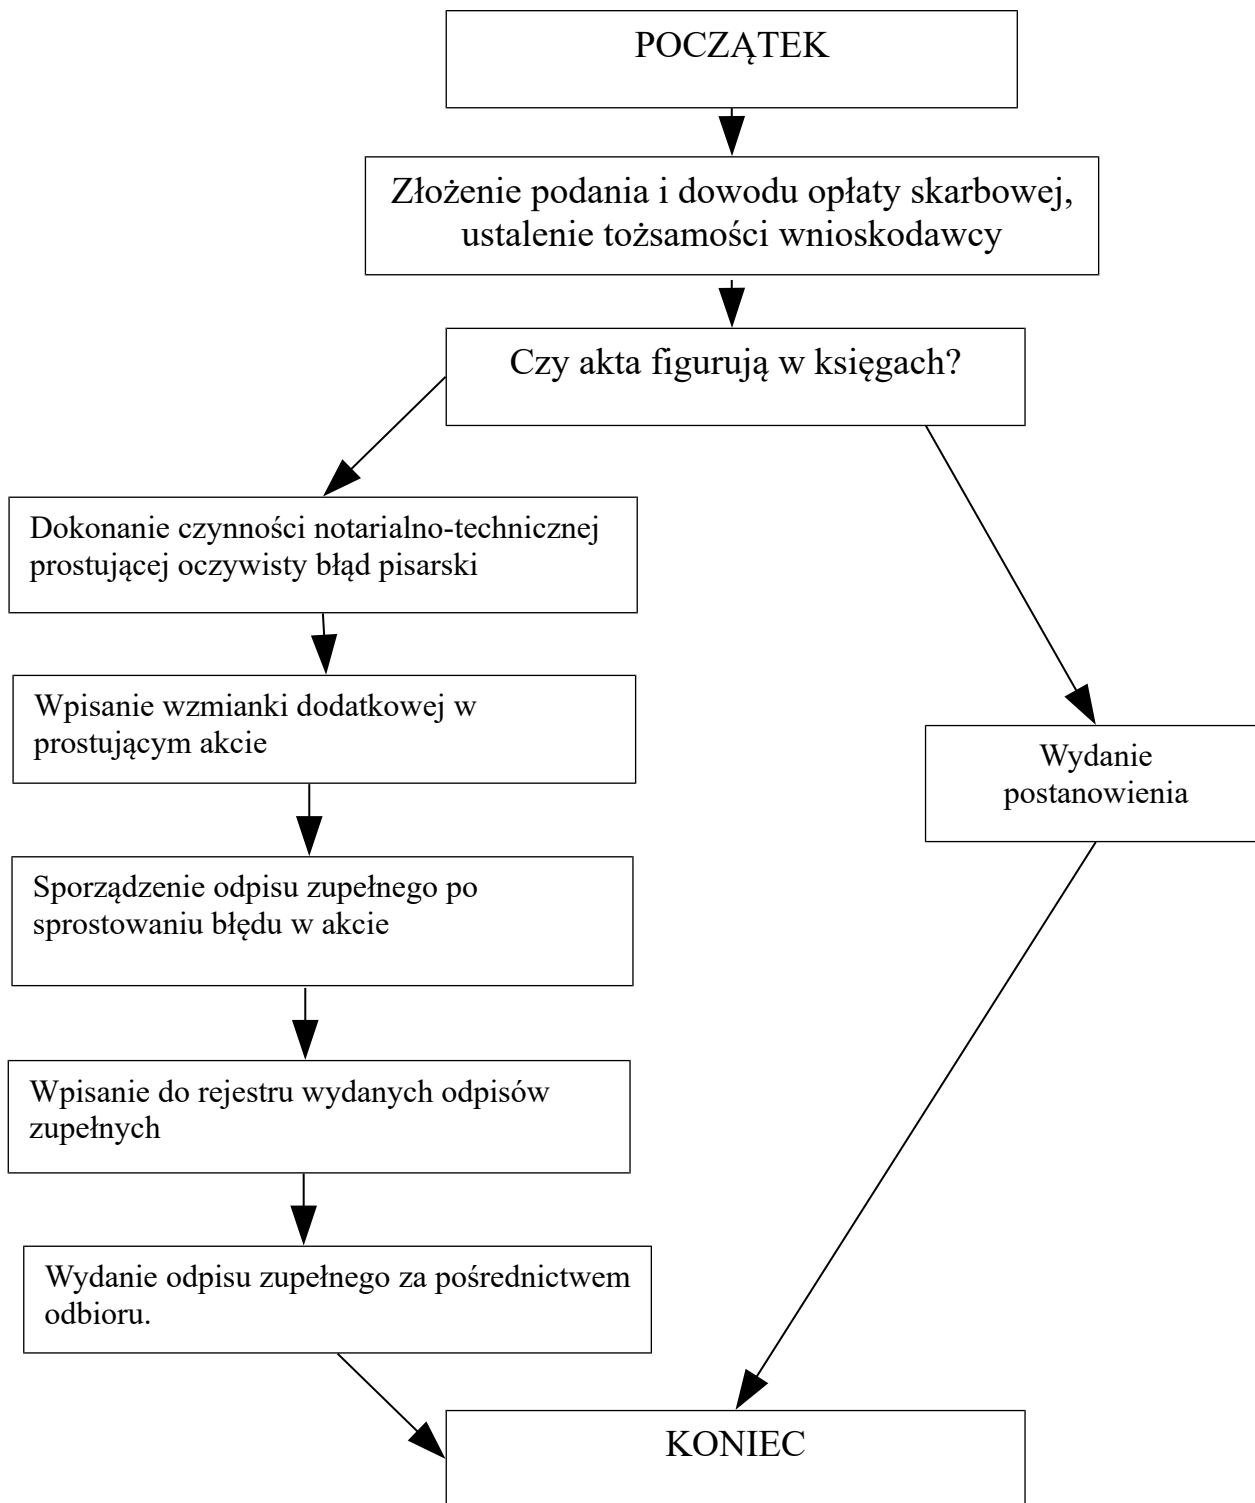 POCZĄTEK
Złożenie podania i dowodu opłaty skarbowej,
ustalenie tożsamości wnioskodawcy
Czy akta figurują w księgach?
Dokonanie czynności notarialno-technicznej
prostującej oczywisty błąd pisarski
Wpisanie wzmianki dodatkowej w
prostującym akcie
Wydanie
postanowienia
Sporządzenie odpisu zupełnego po
sprostowaniu błędu w akcie
Wpisanie do rejestru wydanych odpisów
zupełnych
Wydanie odpisu zupełnego za pośrednictwem
odbioru.
KONIEC